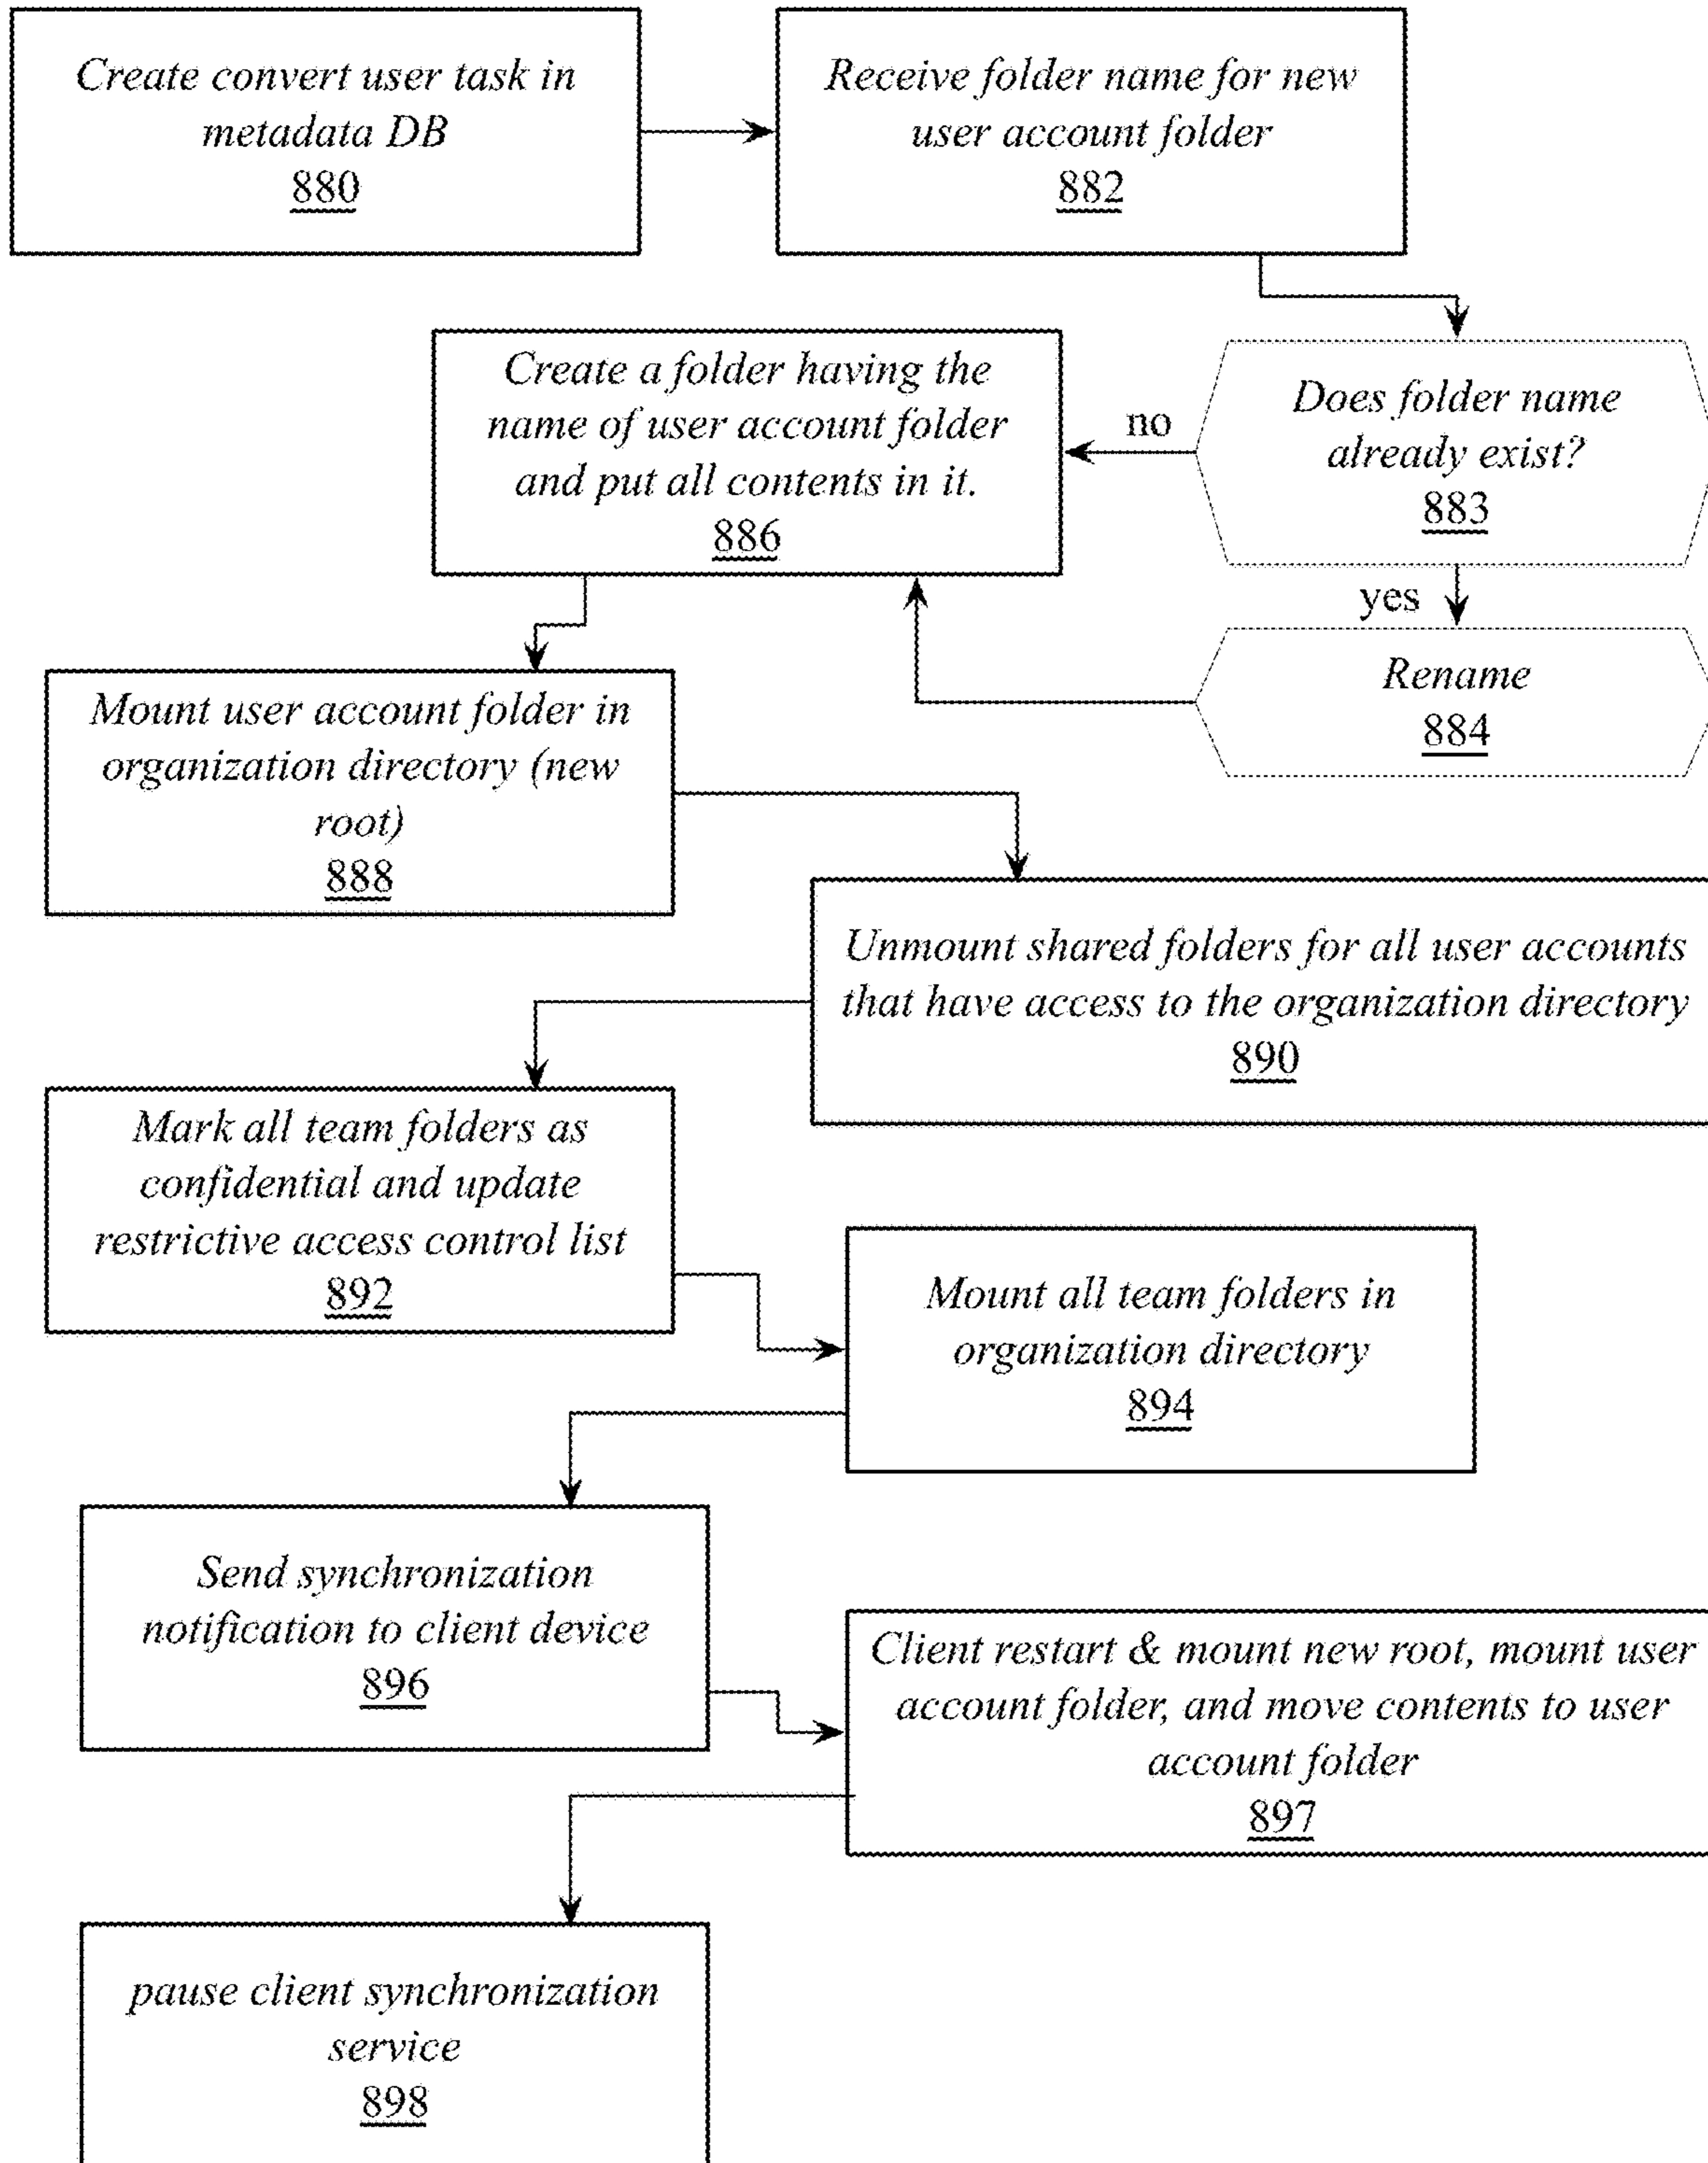 Create convert user task in
metadata DB
880
Receive folder name for new
user account folder
882
Does folder name
already exist?
883
no
yes
Rename
884
Create a folder having the
name of user account folder
and put all contents in it.
886
Mount user account folder in
organization directory (new
root)
888
Unmount shared folders for all user accounts
that have access to the organization directory
890
Mark all team folders as
confidential and update
restrictive access control list
892
Mount all team folders in
organization directory
894
Send synchronization
notification to client device
896
Client restart & mount new root, mount user
account folder, and move contents to user
account folder
897
pause client synchronization
service
898